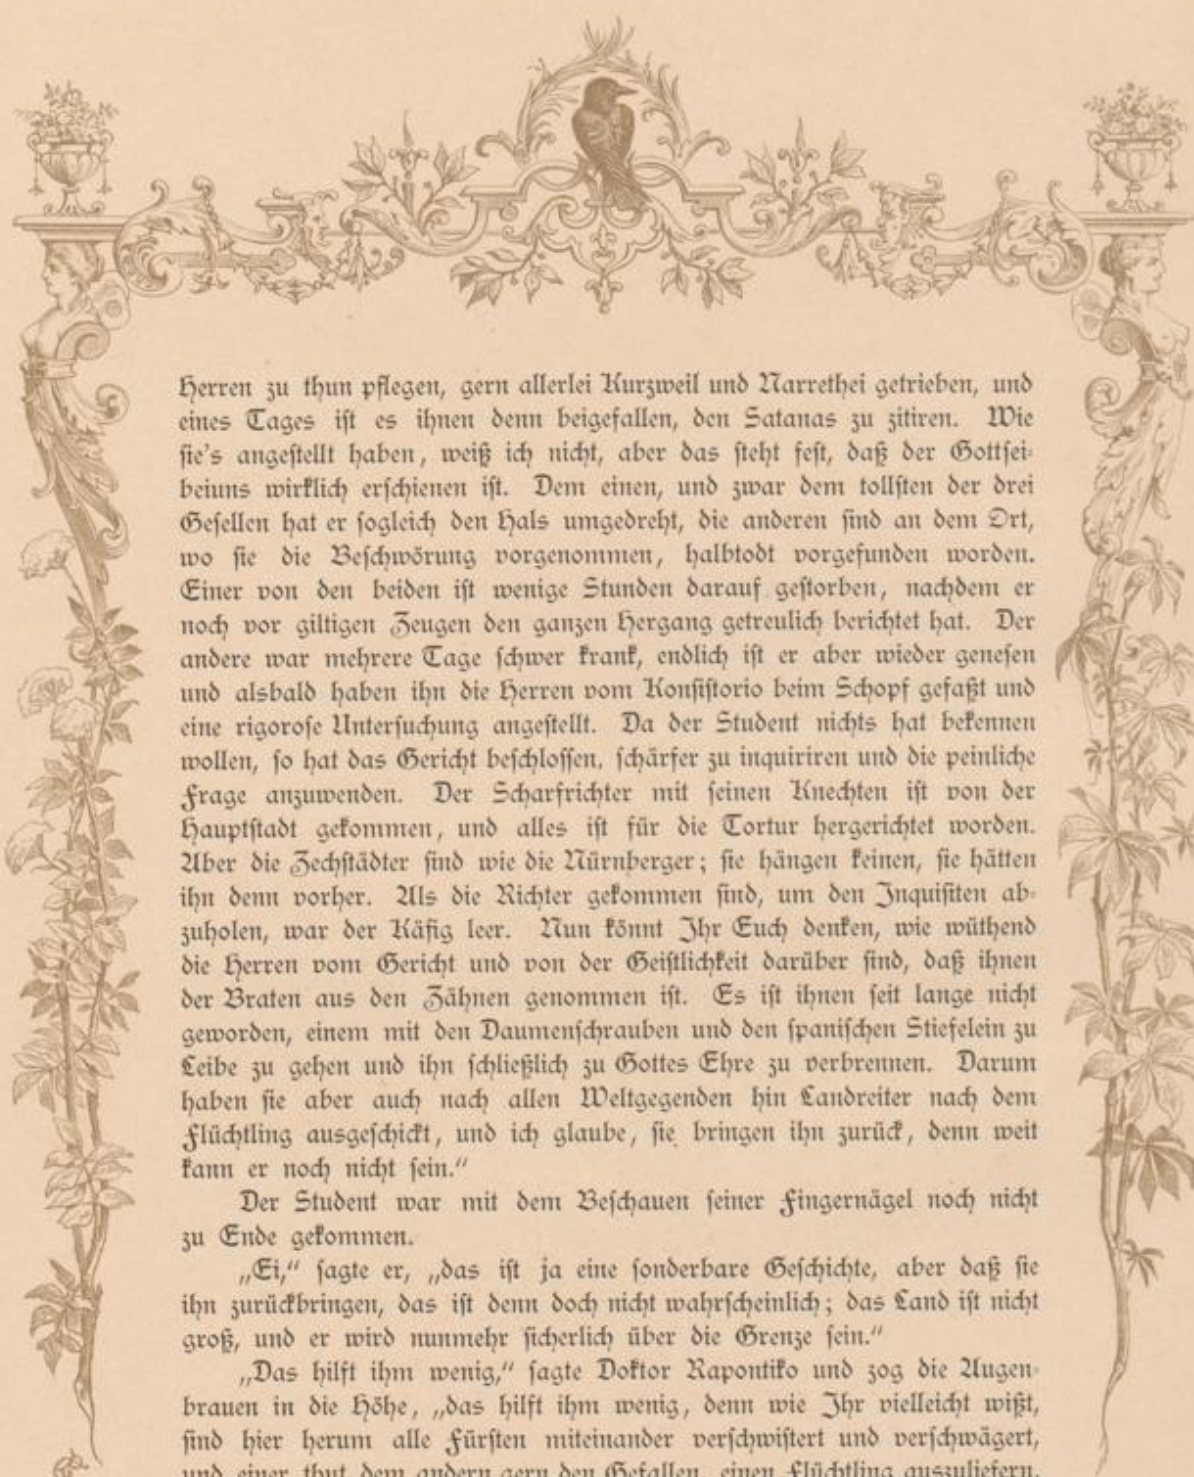 Herren zu thun pflegen, gern allerlei Kurzweil und Narrethei getrieben, und
eines Tages ist es ihnen denn beigefallen, den Satanas zu zitiren. Wie
sie's angestellt haben, weiß ich nicht, aber das steht fest, daß der Gottsei-
beiuns wirklich erschienen ist. Dem einen, und zwar dem tollsten der drei
Gesellen hat er sogleich den Hals umgedreht, die anderen sind an dem Ort,
wo sie die Beschwörung vorgenommen, halbtodt vorgefunden worden.
Einer von den beiden ist wenige Stunden darauf gestorben, nachdem er
noch vor giltigen Zeugen den ganzen Hergang getreulich berichtet hat. Der
andere war mehrere Tage schwer krank, endlich ist er aber wieder genesen
und alsbald haben ihn die Herren vom Konsistorio beim Schopf gefaßt und
eine rigorose Untersuchung angestellt. Da der Student nichts hat bekennen
wollen, so hat das Gericht beschlossen, schärfer zu inquiriren und die peinliche
Frage anzuwenden. Der Scharfrichter mit seinen Knechten ist von der
Hauptstadt gekommen, und alles ist für die Tortur hergerichtet worden.
Aber die Zechstädter sind wie die Nürnberger; sie hängen keinen, sie hätten
ihn denn vorher. Als die Richter gekommen sind, um den Inquisiten ab-
zuholen, war der Käfig leer. Nun könnt Ihr Euch denken, wie wüthend
die Herren vom Gericht und von der Geistlichkeit darüber sind, daß ihnen
der Braten aus den Zähnen genommen ist. Es ist ihnen seit lange nicht
geworden, einem mit den Daumenschrauben und den spanischen Stiefelein zu
Leibe zu gehen und ihn schließlich zu Gottes Ehre zu verbrennen. Darum
haben sie aber auch nach allen Weltgegenden hin Landreiter nach dem
Flüchtling ausgeschickt, und ich glaube, sie bringen ihn zurück, denn weit
kann er noch nicht sein."
Der Student war mit dem Beschauen seiner Fingernägel noch nicht
zu Ende gekommen.
„Ei," sagte er, „das ist ja eine sonderbare Geschichte, aber daß sie
ihn zurückbringen, das ist denn doch nicht wahrscheinlich; das Land ist nicht
groß, und er wird nunmehr sicherlich über die Grenze sein."
„Das hilft ihm wenig," sagte Doktor Rapontiko und zog die Augen-
brauen in die Höhe, „das hilft ihm wenig, denn wie Ihr vielleicht wißt,
sind hier herum alle Fürsten miteinander verschwistert und verschwägert,
und einer thut dem andern gern den Gefallen, einen Flüchtling auszuliefern.